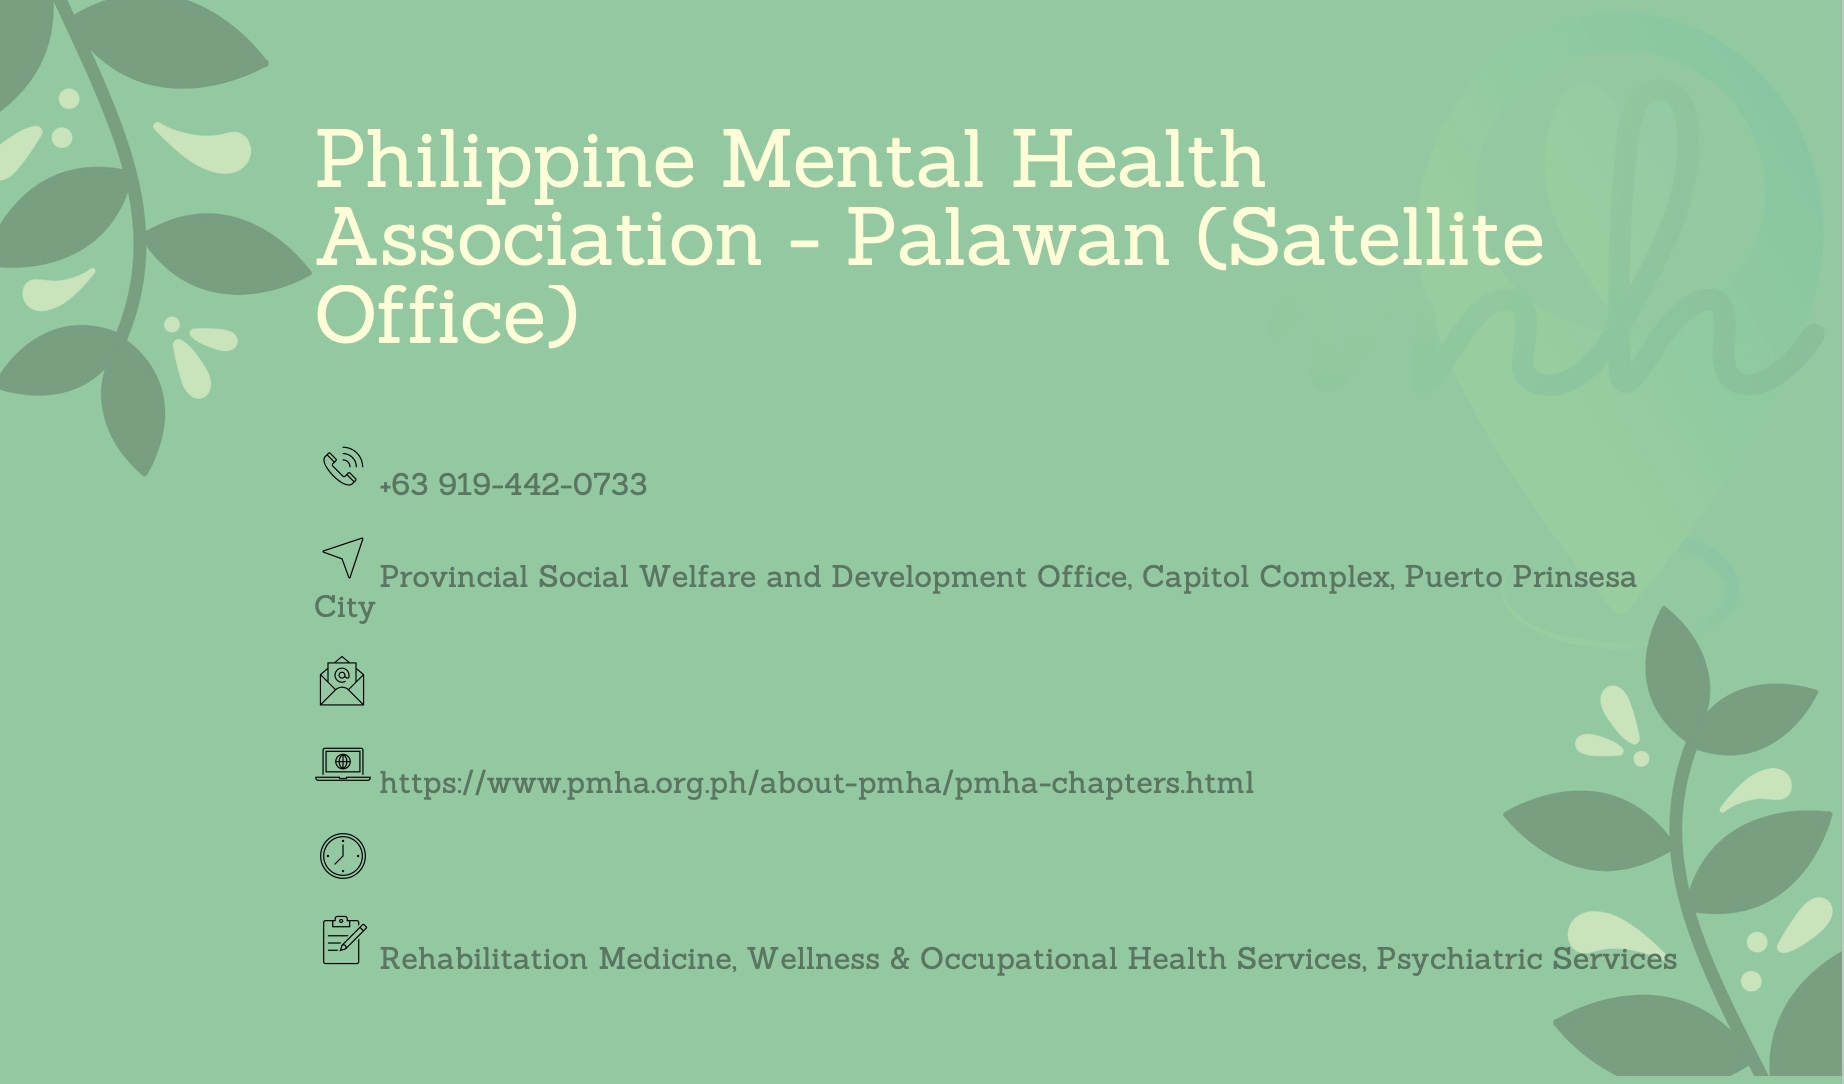 Philippine Mental Health
Association - Palawan (Satellite
Office)
+63 919-442-0733
Provincial Social Welfare and Development Office, Capitol Complex, Puerto Prinsesa
City
https://www.pmha.org.ph/about-pmha/pmha-chapters.html
Rehabilitation Medicine, Wellness & Occupational Health Services, Psychiatric Services